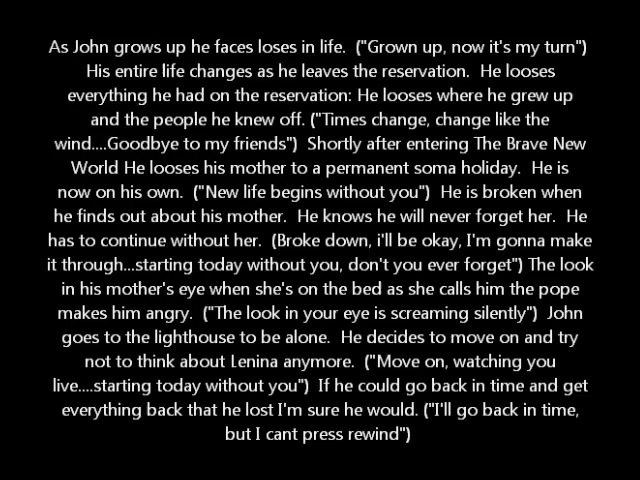 As John grows up he faces loses in life.  ("Grown up, now it's my turn")
His entire life changes as he leaves the reservation.  He looses
everything he had on the reservation: He looses where he grew up
and the people he knew off. ("Times change, change like the
wind....Goodbye to my friends")  Shortly after entering The Brave New
World He looses his mother to a permanent soma holiday.  He is
now on his own.  ("New life begins without you")  He is broken when
he finds out about his mother.  He knows he will never forget her.  He
has to continue without her.  (Broke down, i'll be okay, I'm gonna make
it through...starting today without you, don't you ever forget") The look
in his mother's eye when she's on the bed as she calls him the pope
makes him angry.  ("The look in your eye is screaming silently")  John
goes to the lighthouse to be alone.  He decides to move on and try
not to think about Lenina anymore.  ("Move on, watching you
live....starting today without you")  If he could go back in time and get
everything back that he lost I'm sure he would. ("I'll go back in time,
but I cant press rewind")